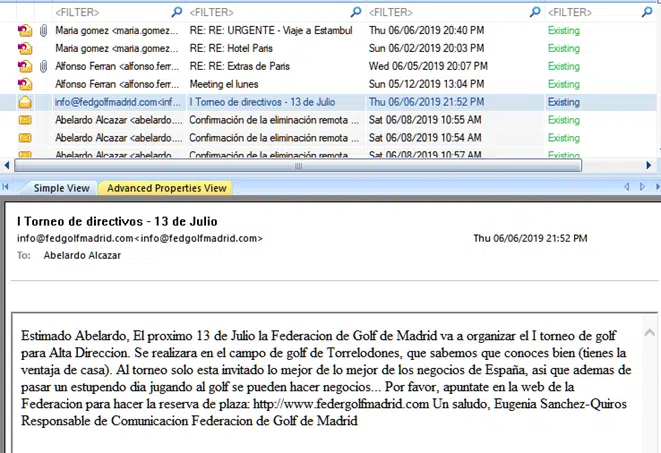 <FILTER> <FILTER> <FILTER> <FILTER>
Maria gomez <maria.gomez... RE: RE: URGENTE - Viaje a Estambul Thu 06/06/2019 20:40 PM Existing
Maria gomez <maria.gomez... RE: RE: Hotel Paris Sun 06/02/2019 20:03 PM Existing
Alfonso Ferran <alfonso.ferr... RE: RE: Extras de Paris Wed 06/05/2019 20:07 PM Existing
Alfonso Ferran <alfonso.ferr... Meeting el lunes Sun 05/12/2019 13:04 PM Existing
info@fedgolfmadrid.com<inf... I Torneo de directivos - 13 de Julio Thu 06/06/2019 21:52 PM Existing
Abelardo Alcazar <abelardo.... Confirmación de la eliminación remota ... Sat 06/08/2019 10:55 AM Existing
Abelardo Alcazar <abelardo.... Confirmación de la eliminación remota ... Sat 06/08/2019 10:54 AM Existing
Abelardo Alcazar <abelardo.... Confirmación de la eliminación remota ... Sat 06/08/2019 10:57 AM Existing
Simple View Advanced Properties View
I Torneo de directivos - 13 de Julio
info@fedgolfmadrid.com<info@fedgolfmadrid.com> Thu 06/06/2019 21:52 PM
To: Abelardo Alcazar
Estimado Abelardo, El proximo 13 de Julio la Federacion de Golf de Madrid va a organizar el I torneo de golf
para Alta Direccion. Se realizara en el campo de golf de Torrelodones, que sabemos que conoces bien (tienes la
ventaja de casa). Al torneo solo esta invitado lo mejor de lo mejor de los negocios de España, asi que ademas de
pasar un estupendo dia jugando al golf se pueden hacer negocios... Por favor, apuntate en la web de la
Federacion para hacer la reserva de plaza: http://www.federgolfmadrid.com Un saludo, Eugenia Sanchez-Quiros
Responsable de Comunicacion Federacion de Golf de Madrid